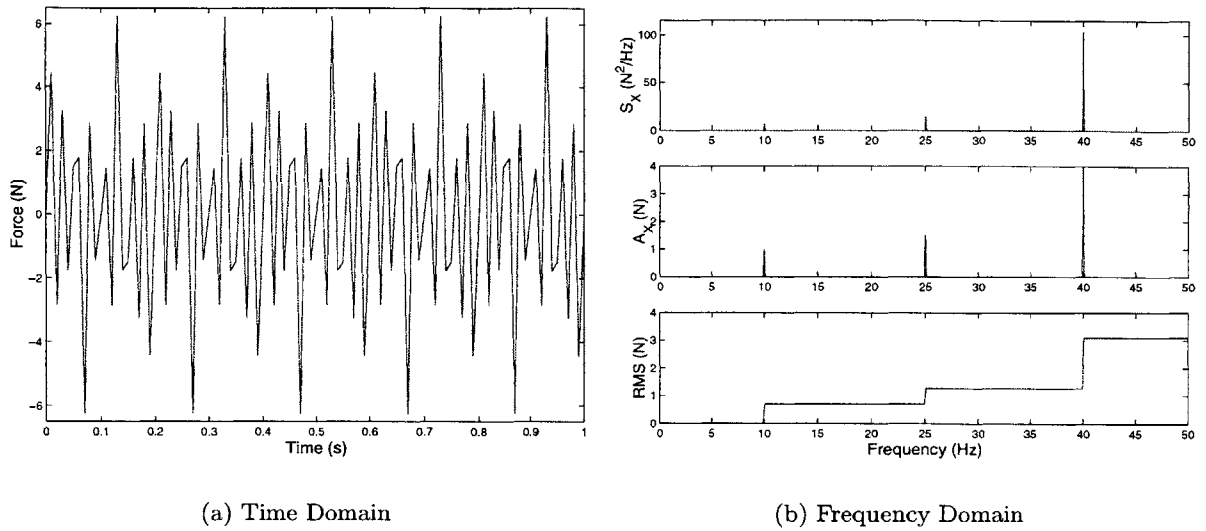 6
4
2
0
−2
−4
−6
Force (N)
0 0.1 0.2 0.3 0.4 0.5 0.6 0.7 0.8 0.9 1
Time (s)
(a) Time Domain
100
50
0
S_X (N^2/Hz)
0 5 10 15 20 25 30 35 40 45 50
4
3
2
1
0
A_X (N)
0 5 10 15 20 25 30 35 40 45 50
4
3
2
1
0
RMS (N)
0 5 10 15 20 25 30 35 40 45 50
Frequency (Hz)
(b) Frequency Domain